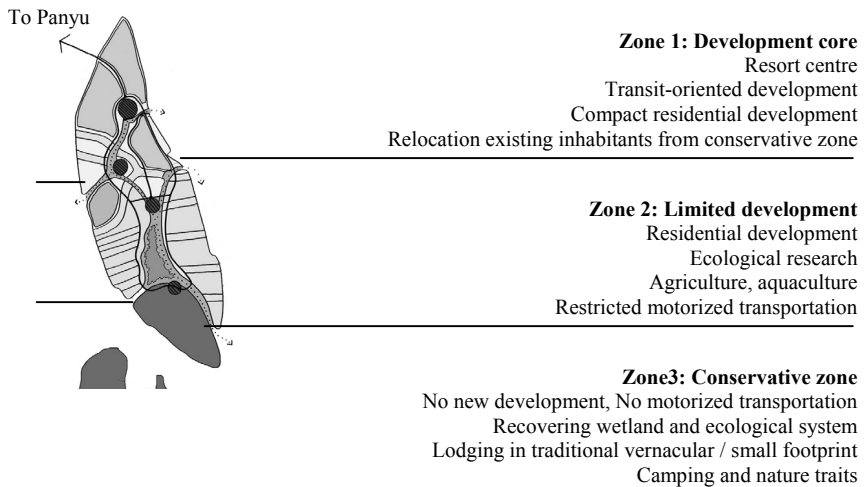 To Panyu
Zone 1: Development core
Resort centre
Transit-oriented development
Compact residential development
Relocation existing inhabitants from conservative zone
Zone 2: Limited development
Residential development
Ecological research
Agriculture, aquaculture
Restricted motorized transportation
Zone3: Conservative zone
No new development, No motorized transportation
Recovering wetland and ecological system
Lodging in traditional vernacular / small footprint
Camping and nature traits